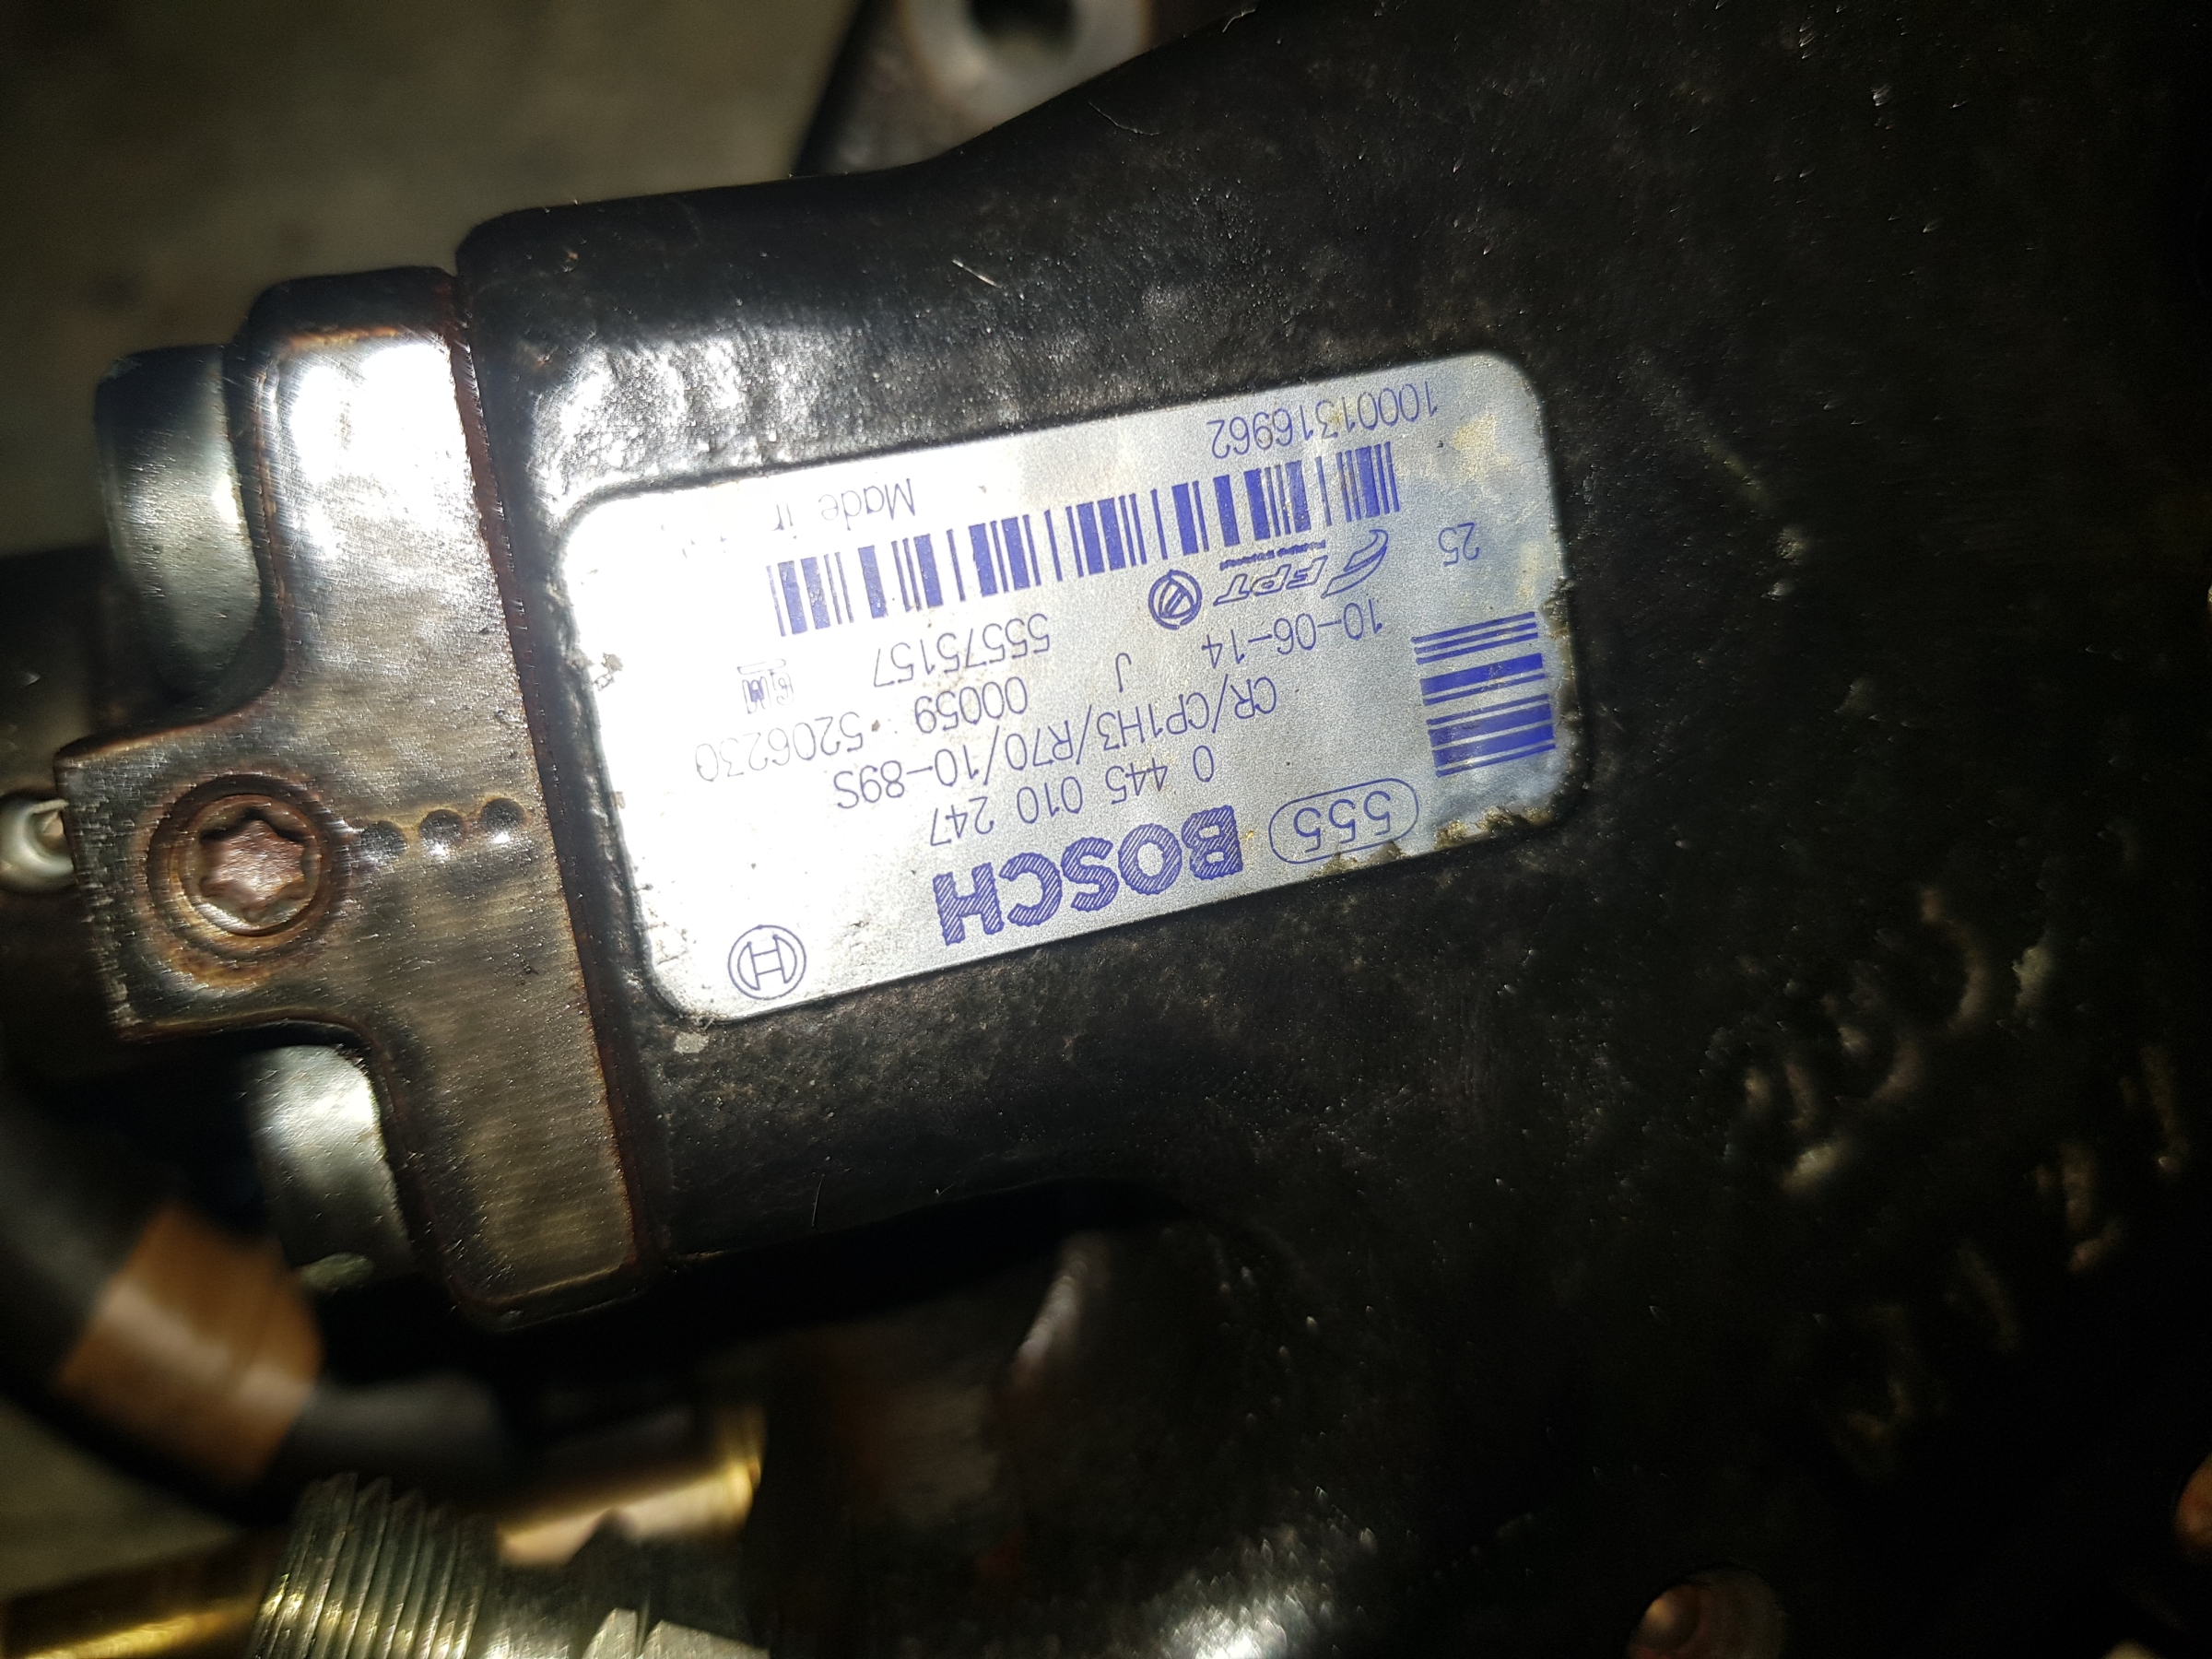 555 BOSCH
0 445 010 247
CR/CP1H3/R70/10-89S
J 00059 5206230
10-06-14 55575157
25 FPT GM
Made in
10001316962